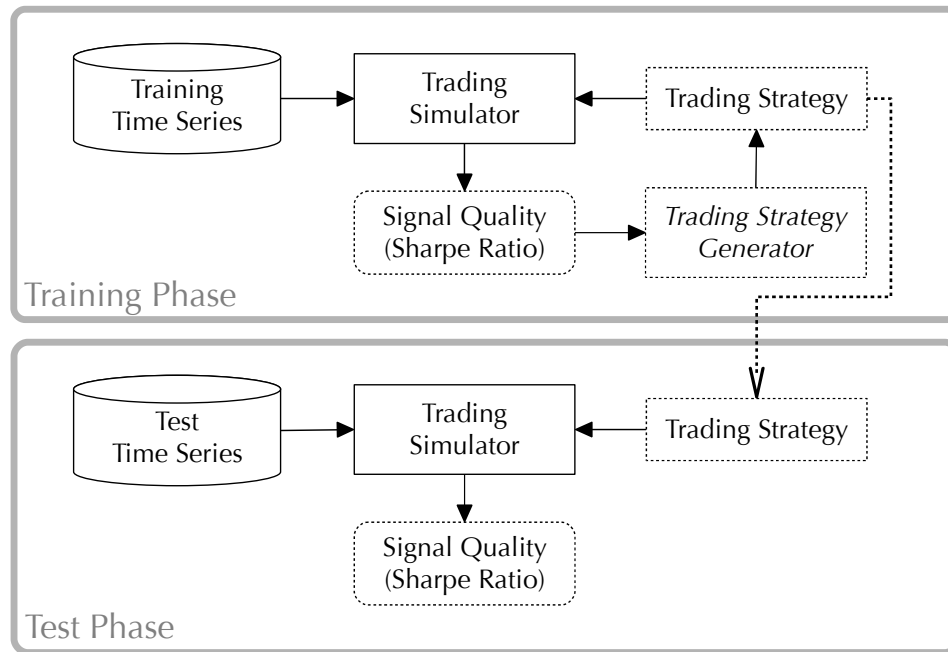 Training
Time Series
Trading
Simulator
Trading Strategy
Signal Quality
(Sharpe Ratio)
Trading Strategy
Generator
Training Phase
Test
Time Series
Trading
Simulator
Trading Strategy
Signal Quality
(Sharpe Ratio)
Test Phase